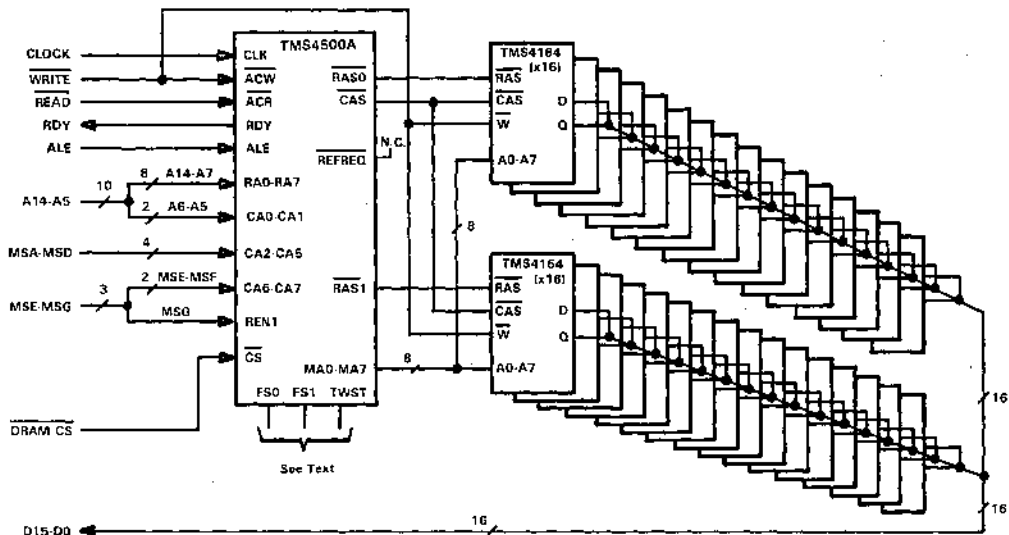 TMS4500A
CLOCK
CLK
WRITE
ACW
READ
ACR
RDY
RDY
ALE
ALE
8
A14-A7
RA0-RA7
A14-A5
10
2
A6-A5
CA0-CA1
MSA-MSD
4
CA2-CA5
2
MSE-MSF
CA6-CA7
MSE-MSG
3
MSG
REN1
CS
DRAM CS
RAS0
CAS
N.C.
REFREQ
RAS1
MA0-MA7
8
8
FS0 FS1 TWST
See Text
TMS4164
(x16)
RAS
CAS
D
W
Q
A0-A7
TMS4164
(x16)
RAS
CAS
D
W
Q
A0-A7
16
16
16
D15-D0